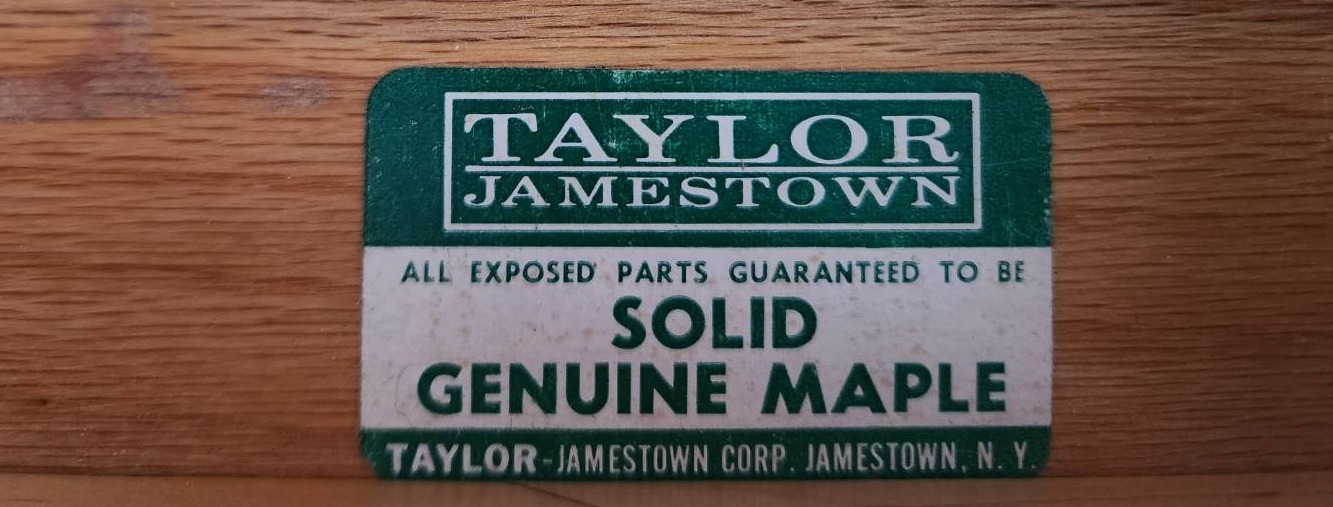 TAYLOR
JAMESTOWN
ALL EXPOSED PARTS GUARANTEED TO BE
SOLID
GENUINE MAPLE
TAYLOR-JAMESTOWN CORP. JAMESTOWN, N. Y.